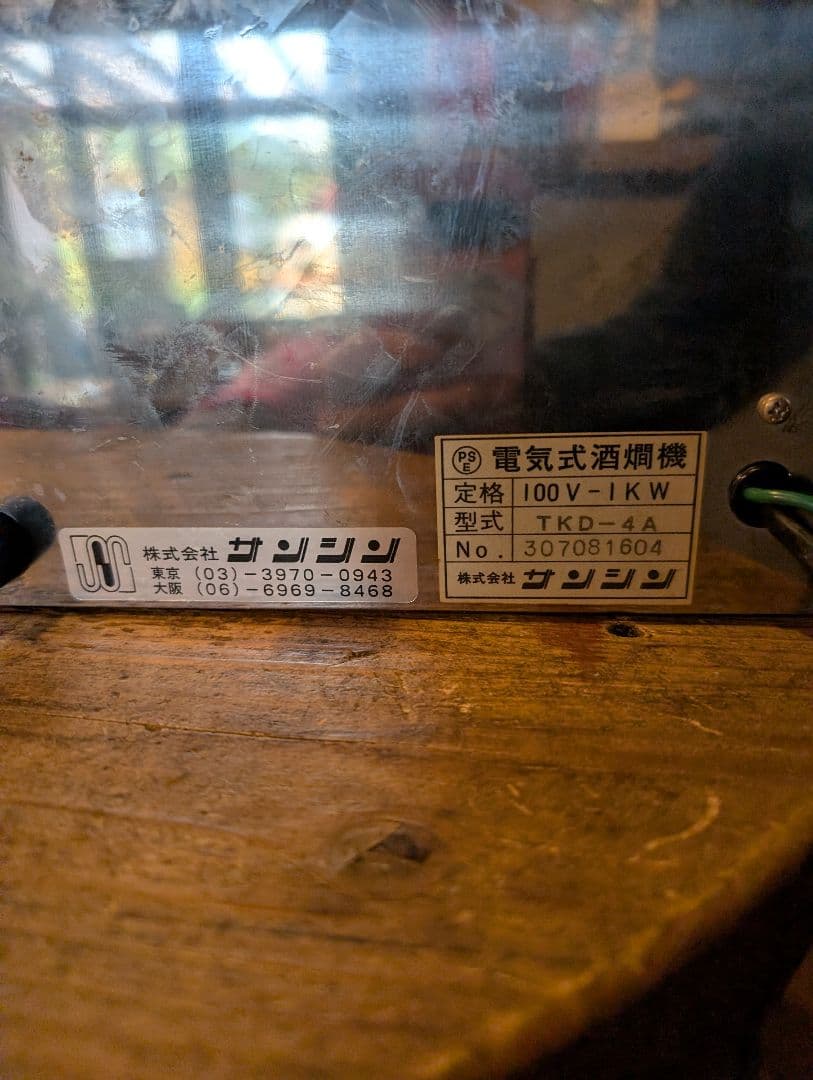 株式会社 サンシン
東京 (03)-3970-0943
大阪 (06)-6969-8468
PSE 電気式酒燗機
定格 100V-1KW
型式 TKD-4A
No. 307081604
株式会社 サンシン